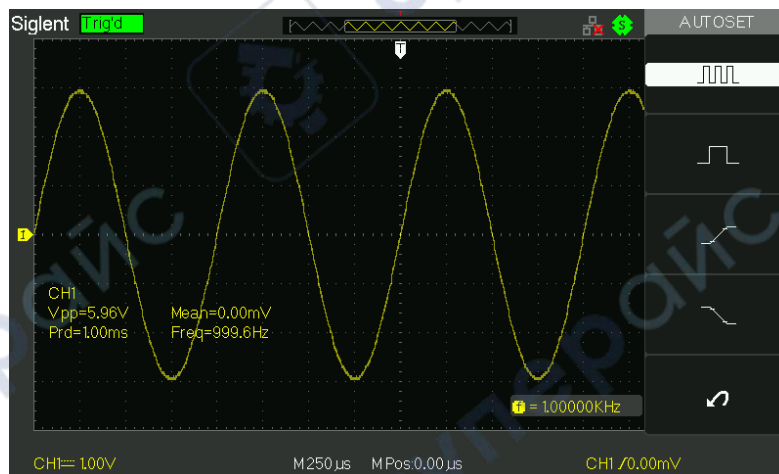 Siglent Trig'd T AUTOSET
T
I
CH1
Vpp=5.96V Mean=0.00mV
Prd=1.00ms Freq=999.6Hz
f = 1.00000KHz
CH1 1.00V M250µs M Pos:0.00µs CH1 /0.00mV